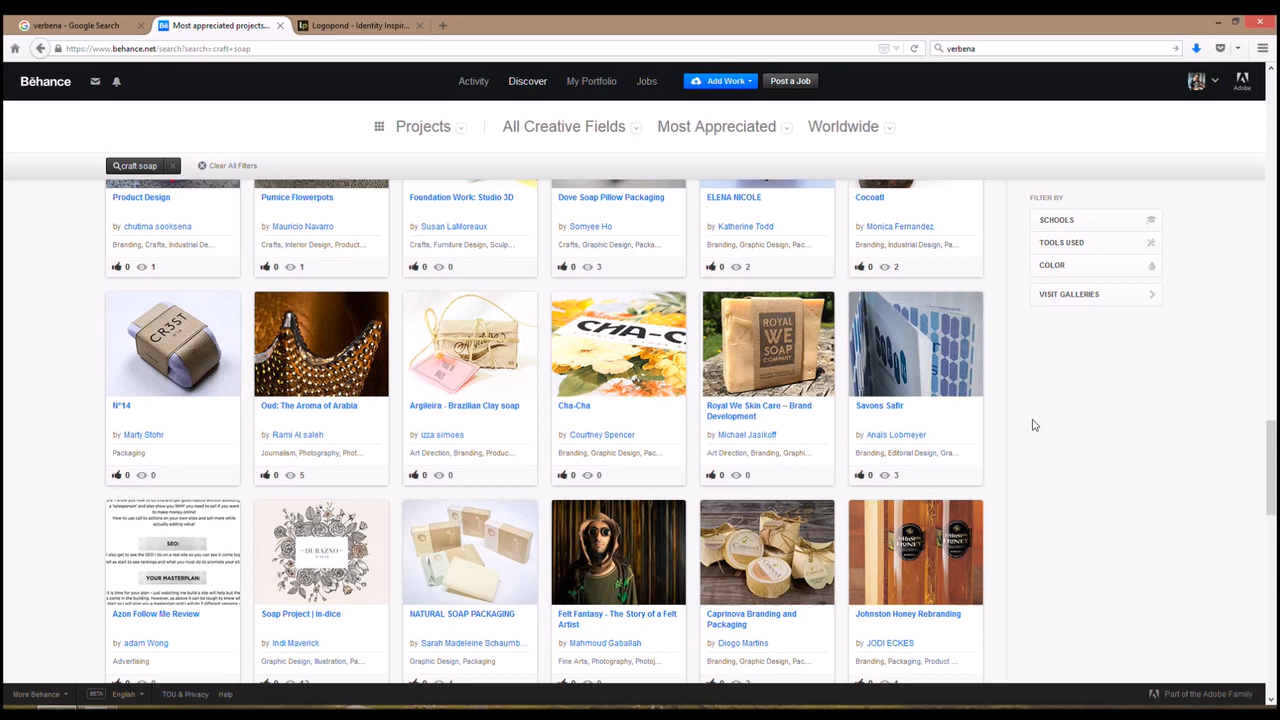 verbena - Google Search
Most appreciated projects...
Logopond - Identity Inspir...
https://www.behance.net/search?search=craft+soap
verbena
Bēhance
Activity
Discover
My Portfolio
Jobs
Add Work
Post a Job
Adobe
Projects
All Creative Fields
Most Appreciated
Worldwide
craft soap
Clear All Filters
Product Design
Pumice Flowerpots
Foundation Work: Studio 3D
Dove Soap Pillow Packaging
ELENA NICOLE
Cocoatl
by chutima sooksena
by Mauricio Navarro
by Susan LaMoreaux
by Somyee Ho
by Katherine Todd
by Monica Fernandez
Branding, Crafts, Industrial De...
Crafts, Interior Design, Product...
Crafts, Furniture Design, Sculp...
Crafts, Graphic Design, Packa...
Branding, Graphic Design, Pac...
Branding, Industrial Design, Pa...
0 1
0 1
0 0
0 3
0 2
0 2
FILTER BY
SCHOOLS
TOOLS USED
COLOR
VISIT GALLERIES
CR3ST
CHA-C
ROYAL
WE
SOAP
COMPANY
N°14
Oud: The Aroma of Arabia
Argileira - Brazilian Clay soap
Cha-Cha
Royal We Skin Care – Brand
Development
Savons Safir
by Marty Stohr
by Rami Al saleh
by izza simoes
by Courtney Spencer
by Michael Jasikoff
by Anaïs Lobmeyer
Packaging
Journalism, Photography, Phot...
Art Direction, Branding, Produc...
Branding, Graphic Design, Pac...
Art Direction, Branding, Graphi...
Branding, Editorial Design, Gra...
0 0
0 5
0 0
0 0
0 0
0 3
SEO:
YOUR MASTERPLAN:
DURAZNO
CAPRINOVA
JOHNSTON
HONEY
Azon Follow Me Review
Soap Project | in-dice
NATURAL SOAP PACKAGING
Felt Fantasy - The Story of a Felt
Artist
Caprinova Branding and
Packaging
Johnston Honey Rebranding
by adam Wong
by Indi Maverick
by Sarah Madeleine Schaumb...
by Mahmoud Gaballah
by Diogo Martins
by JODI ECKES
Advertising
Graphic Design, Illustration, Pa...
Graphic Design, Packaging
Fine Arts, Photography, Photoj...
Branding, Graphic Design, Pac...
Branding, Packaging, Product ...
More Behance
BETA
English
TOU & Privacy
Help
Part of the Adobe Family